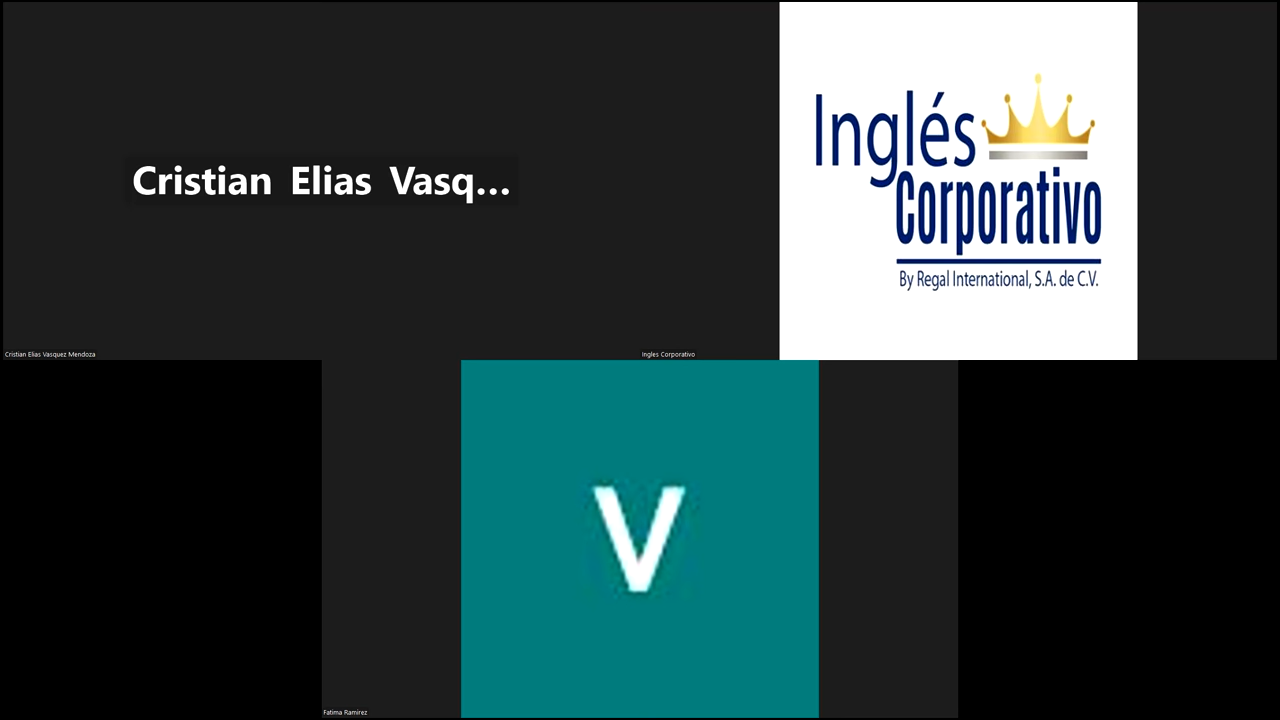 Cristian Elias Vasq...
Cristian Elias Vasquez Mendoza
Inglés
Corporativo
By Regal International, S.A. de C.V.
Ingles Corporativo
V
Fatima Ramirez